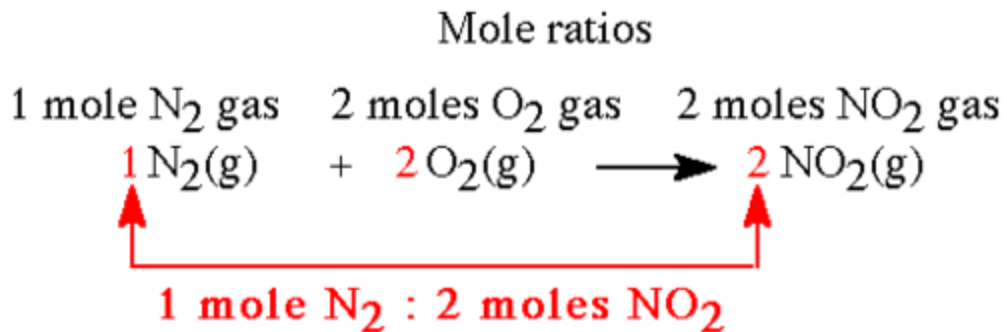 Mole ratios
1 mole N₂ gas 2 moles O₂ gas 2 moles NO₂ gas
1 N₂(g) + 2 O₂(g) ⟶ 2 NO₂(g)
1 mole N₂ : 2 moles NO₂